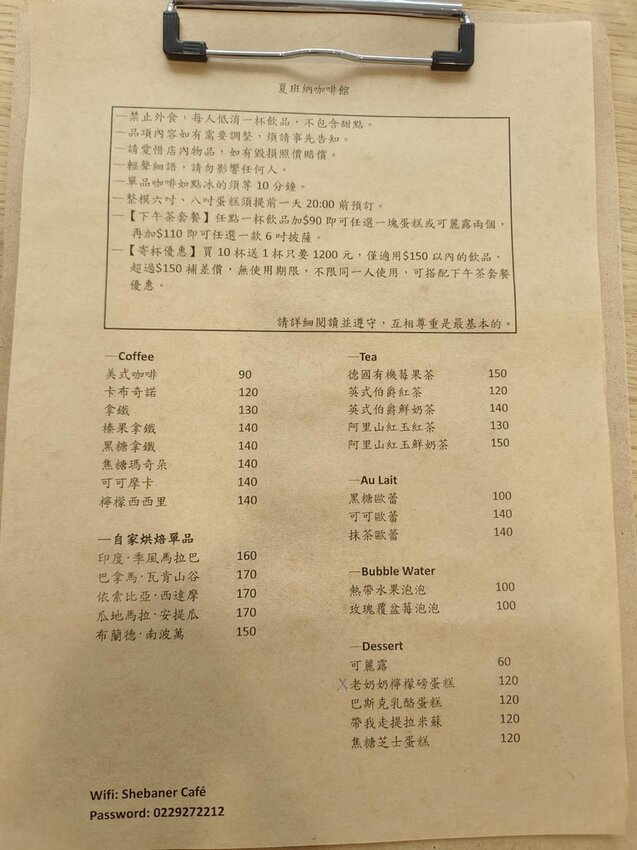 夏班納咖啡館
—禁止外食，每人低消一杯飲品，不包含甜點。
—品項內容如有需要調整，煩請事先告知。
—請愛惜店內物品，如有毀損照價賠償。
—輕聲細語，請勿影響任何人。
—單品咖啡如點冰的須等 10 分鐘。
—整模六吋、八吋蛋糕須提前一天 20:00 前預訂。
—【下午茶套餐】任點一杯飲品加$90 即可任選一塊蛋糕或可麗露兩個，
再加$110 即可任選一款 6 吋披薩。
—【寄杯優惠】買 10 杯送 1 杯只要 1200 元，僅適用$150 以內的飲品，
超過$150 補差價，無使用期限，不限同一人使用，可搭配下午茶套餐
優惠。
請詳細閱讀並遵守，互相尊重是最基本的。
—Coffee
美式咖啡 90
卡布奇諾 120
拿鐵 130
榛果拿鐵 140
黑糖拿鐵 140
焦糖瑪奇朵 140
可可摩卡 140
檸檬西西里 140
—自家烘焙單品
印度·季風馬拉巴 160
巴拿馬·瓦肯山谷 170
依索比亞·西達摩 170
瓜地馬拉·安提瓜 170
布蘭德·南波萬 150
—Tea
德國有機莓果茶 150
英式伯爵紅茶 120
英式伯爵鮮奶茶 140
阿里山紅玉紅茶 130
阿里山紅玉鮮奶茶 150
—Au Lait
黑糖歐蕾 100
可可歐蕾 140
抹茶歐蕾 140
—Bubble Water
熱帶水果泡泡 100
玫瑰覆盆莓泡泡 100
—Dessert
可麗露 60
X 老奶奶檸檬磅蛋糕 120
巴斯克乳酪蛋糕 120
帶我走提拉米蘇 120
焦糖芝士蛋糕 120
Wifi: Shebaner Café
Password: 0229272212